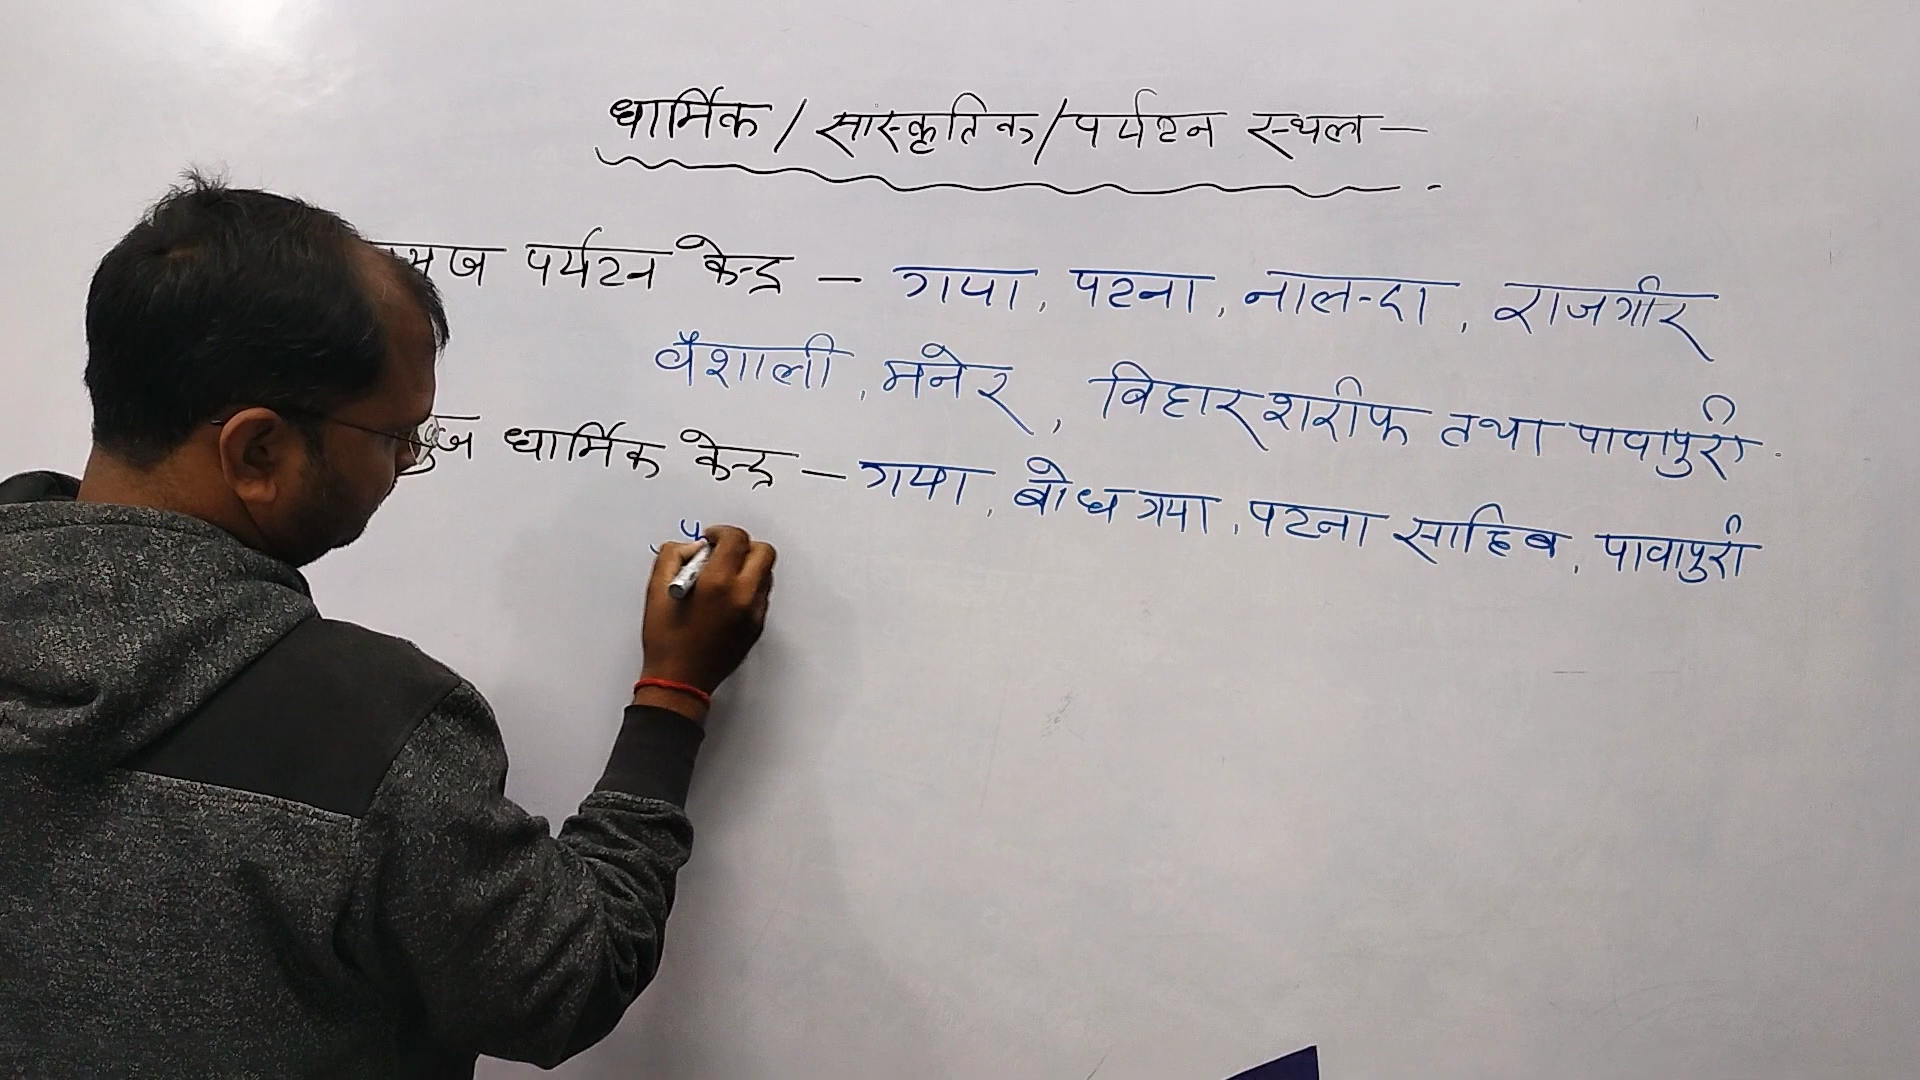 धार्मिक / सांस्कृतिक / पर्यटन स्थल –
पर्यटन केन्द्र – गया, पटना, नालन्दा, राजगीर
वैशाली, मनेर, बिहारशरीफ तथा पावापुरी.
धार्मिक केन्द्र – गया, बोधगया, पटना साहिब, पावापुरी